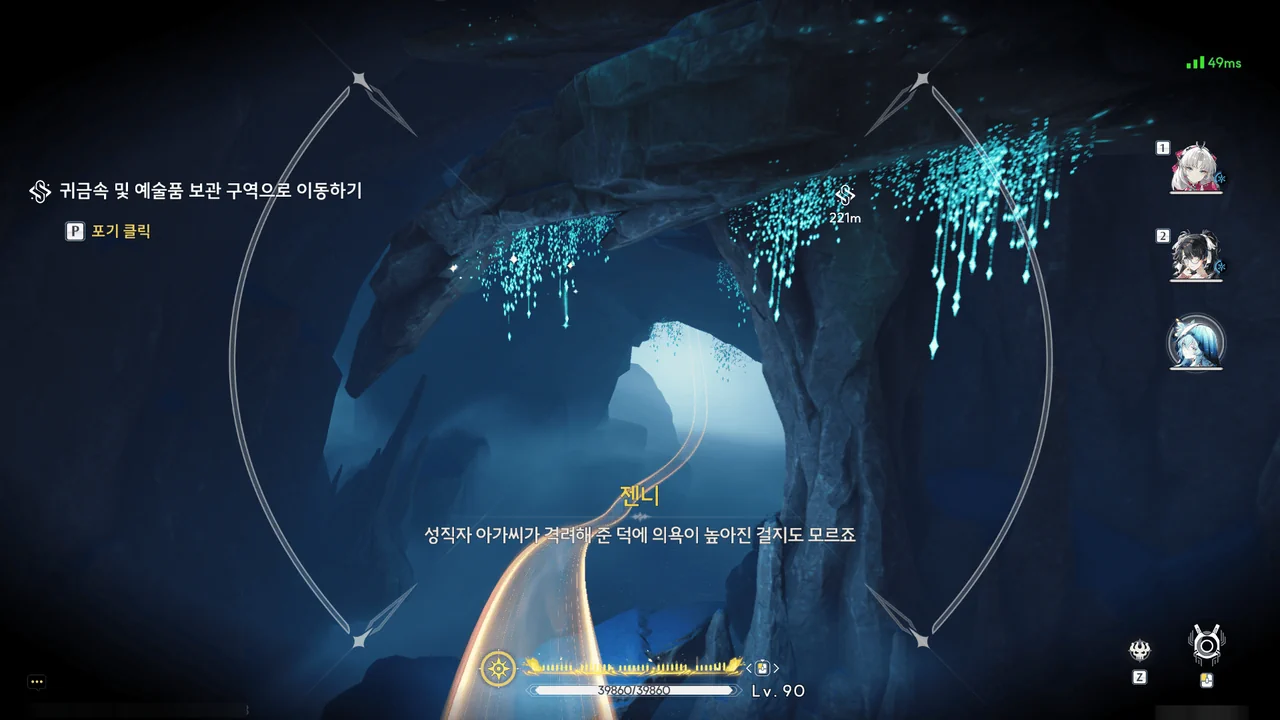 49ms
1
귀금속 및 예술품 보관 구역으로 이동하기
P 포기 클릭
221m
2
젠니
성직자 아가씨가 격려해 준 덕에 의욕이 높아진 걸지도 모르죠
39860/39860
Lv. 90
Z